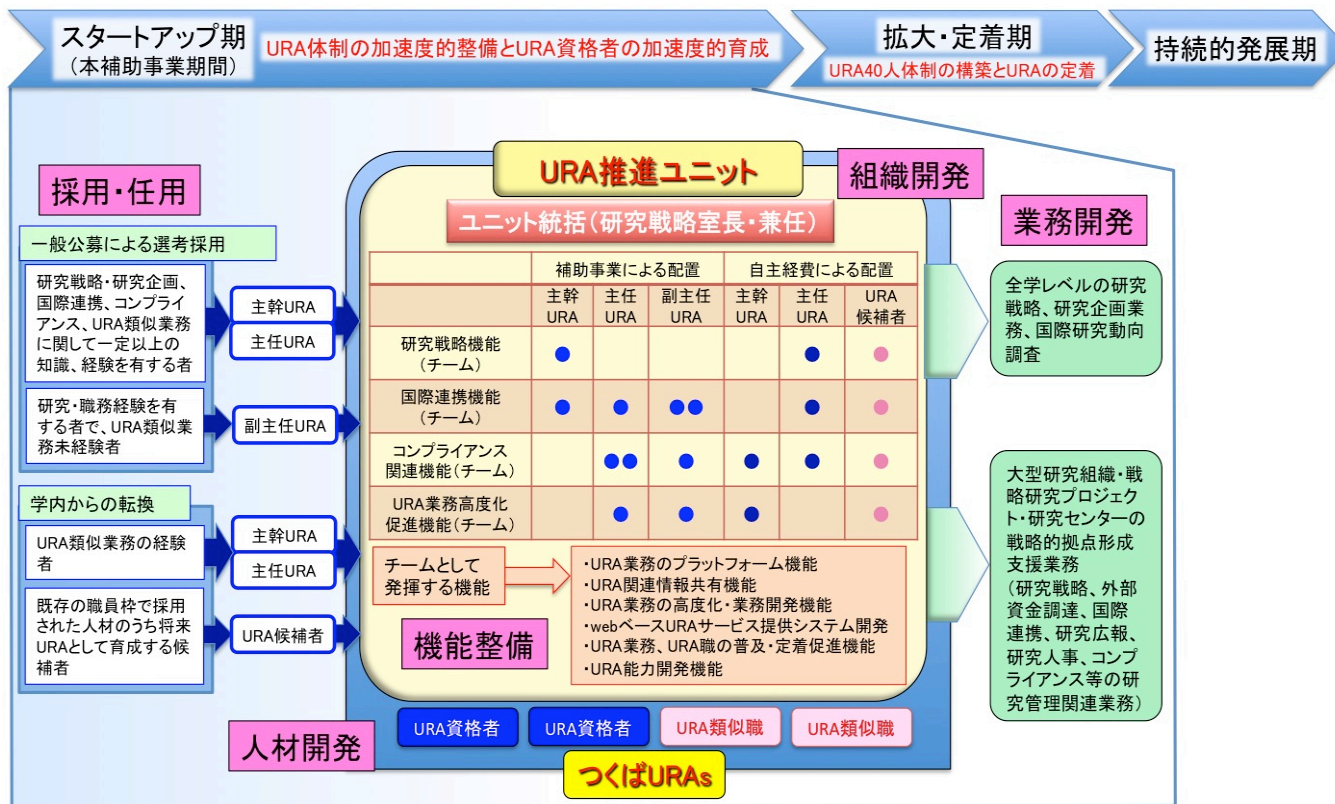 スタートアップ期
(本補助事業期間)
URA体制の加速度的整備とURA資格者の加速度的育成
拡大・定着期
URA40人体制の構築とURAの定着
持続的発展期
採用・任用
一般公募による選考採用
研究戦略・研究企画、
国際連携、コンプライ
アンス、URA類似業務
に関して一定以上の
知識、経験を有する者
主幹URA
主任URA
研究・職務経験を有
する者で、URA類似業
務未経験者
副主任URA
学内からの転換
URA類似業務の経験
者
主幹URA
主任URA
既存の職員枠で採用
された人材のうち将来
URAとして育成する候
補者
URA候補者
人材開発
URA推進ユニット
組織開発
ユニット統括(研究戦略室長・兼任)
補助事業による配置
自主経費による配置
主幹
URA
主任
URA
副主任
URA
主幹
URA
主任
URA
URA
候補者
研究戦略機能
(チーム)
国際連携機能
(チーム)
コンプライアンス
関連機能(チーム)
URA業務高度化
促進機能(チーム)
チームとして
発揮する機能
・URA業務のプラットフォーム機能
・URA関連情報共有機能
・URA業務の高度化・業務開発機能
・webベースURAサービス提供システム開発
・URA業務、URA職の普及・定着促進機能
・URA能力開発機能
機能整備
URA資格者
URA資格者
URA類似職
URA類似職
つくばURAs
業務開発
全学レベルの研究
戦略、研究企画業
務、国際研究動向
調査
大型研究組織・戦
略研究プロジェク
ト・研究センターの
戦略的拠点形成
支援業務
(研究戦略、外部
資金調達、国際
連携、研究広報、
研究人事、コンプ
ライアンス等の研
究管理関連業務)